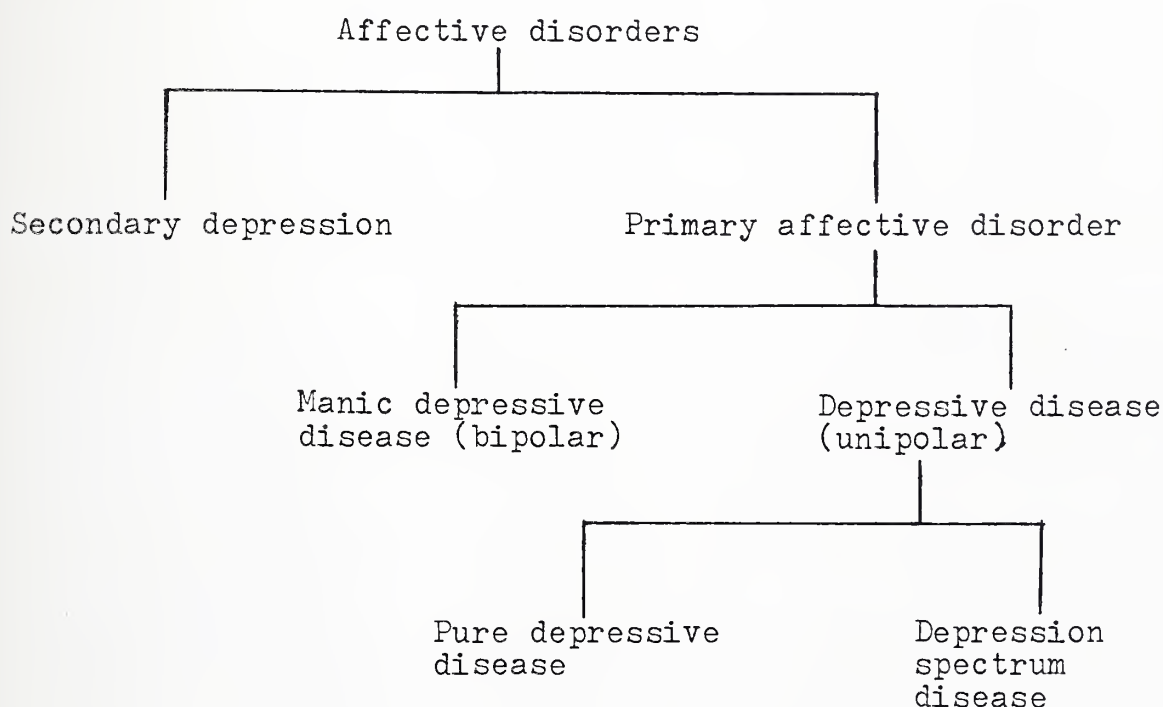 Affective disorders
Secondary depression
Primary affective disorder
Manic depressive
disease (bipolar)
Depressive disease
(unipolar)
Pure depressive
disease
Depression
spectrum
disease